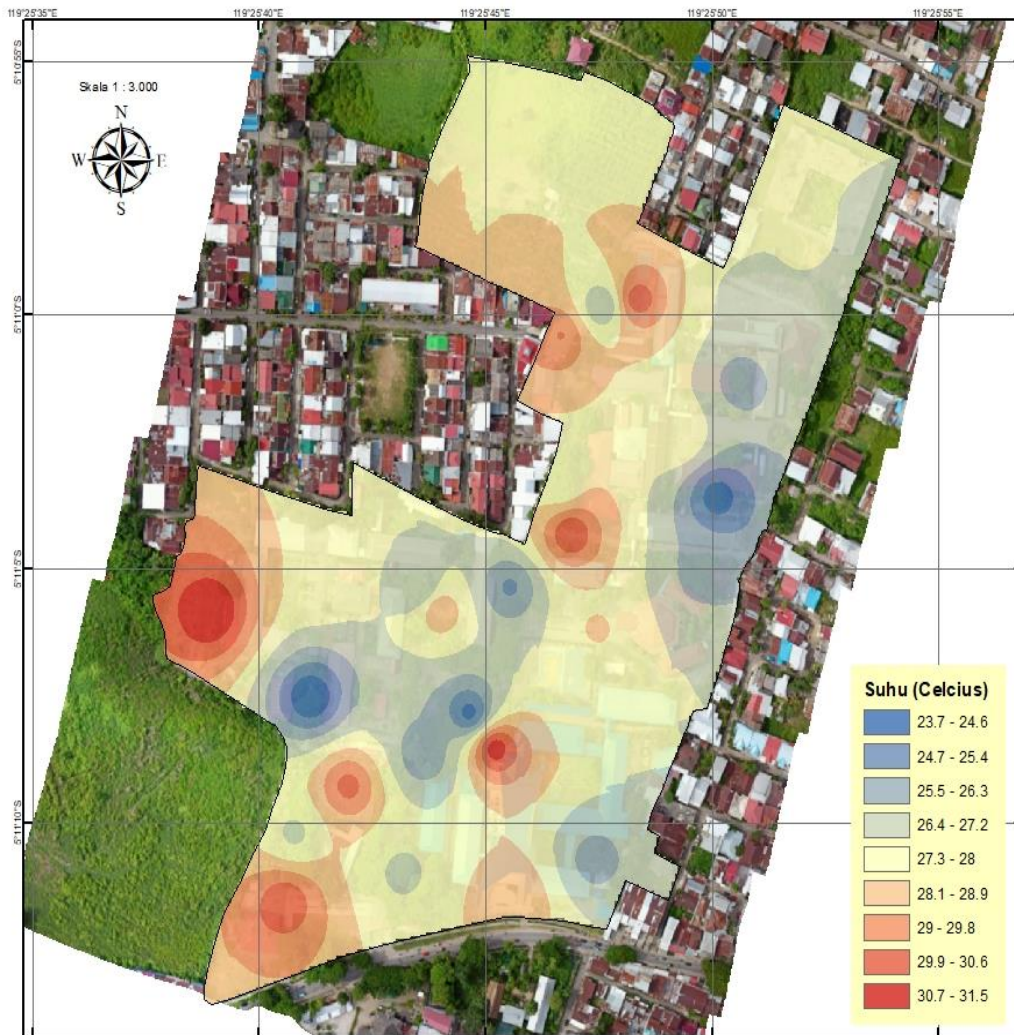 119°25'35"E 119°25'40"E 119°25'45"E 119°25'50"E 119°25'55"E
5°10'55"S
Skala 1 : 3.000
N
W E
S
5°11'0"S
5°11'5"S
5°11'10"S
Suhu (Celcius)
23.7 - 24.6
24.7 - 25.4
25.5 - 26.3
26.4 - 27.2
27.3 - 28
28.1 - 28.9
29 - 29.8
29.9 - 30.6
30.7 - 31.5